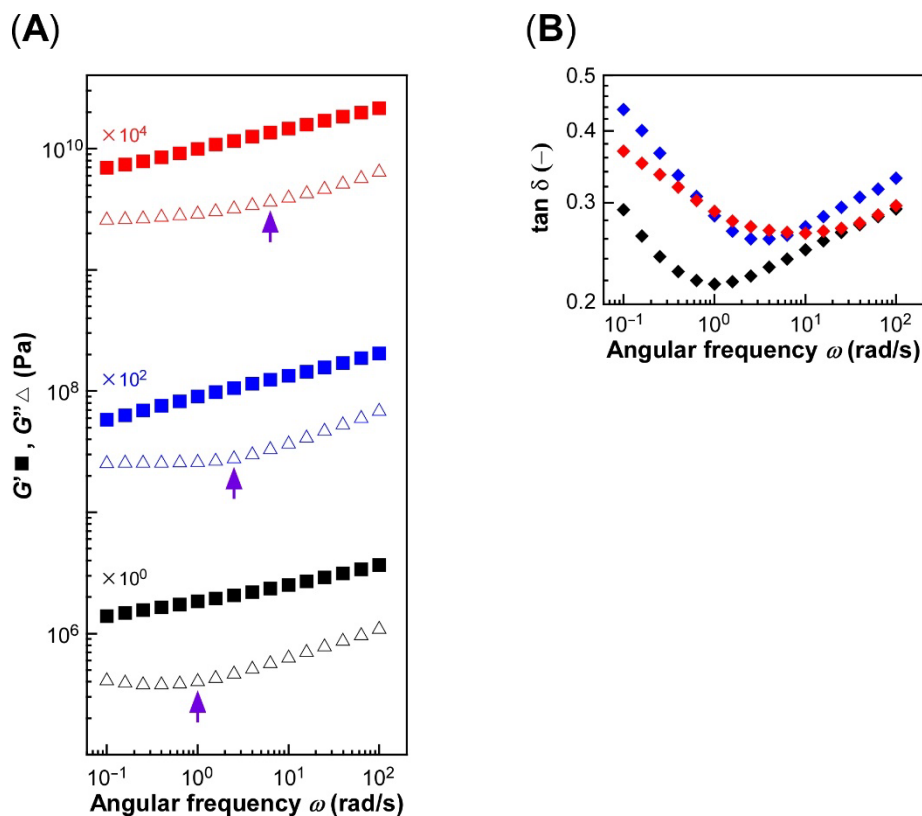 (A)
G' ■ , G'' △ (Pa)
10¹⁰
10⁸
10⁶
×10⁴
×10²
×10⁰
10⁻¹ 10⁰ 10¹ 10²
Angular frequency ω (rad/s)
(B)
tan δ (−)
0.5
0.4
0.3
0.2
10⁻¹ 10⁰ 10¹ 10²
Angular frequency ω (rad/s)